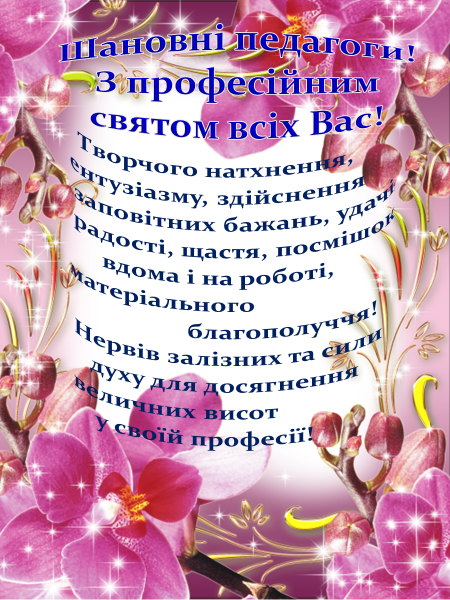 Шановні педагоги!
З професійним
святом всіх Вас!
Творчого натхнення,
ентузіазму, здійснення
заповітних бажань, удачі
радості, щастя, посмішок
вдома і на роботі,
матеріального
благополуччя!
Нервів залізних та сили
духу для досягнення
величних висот
у своїй професії!